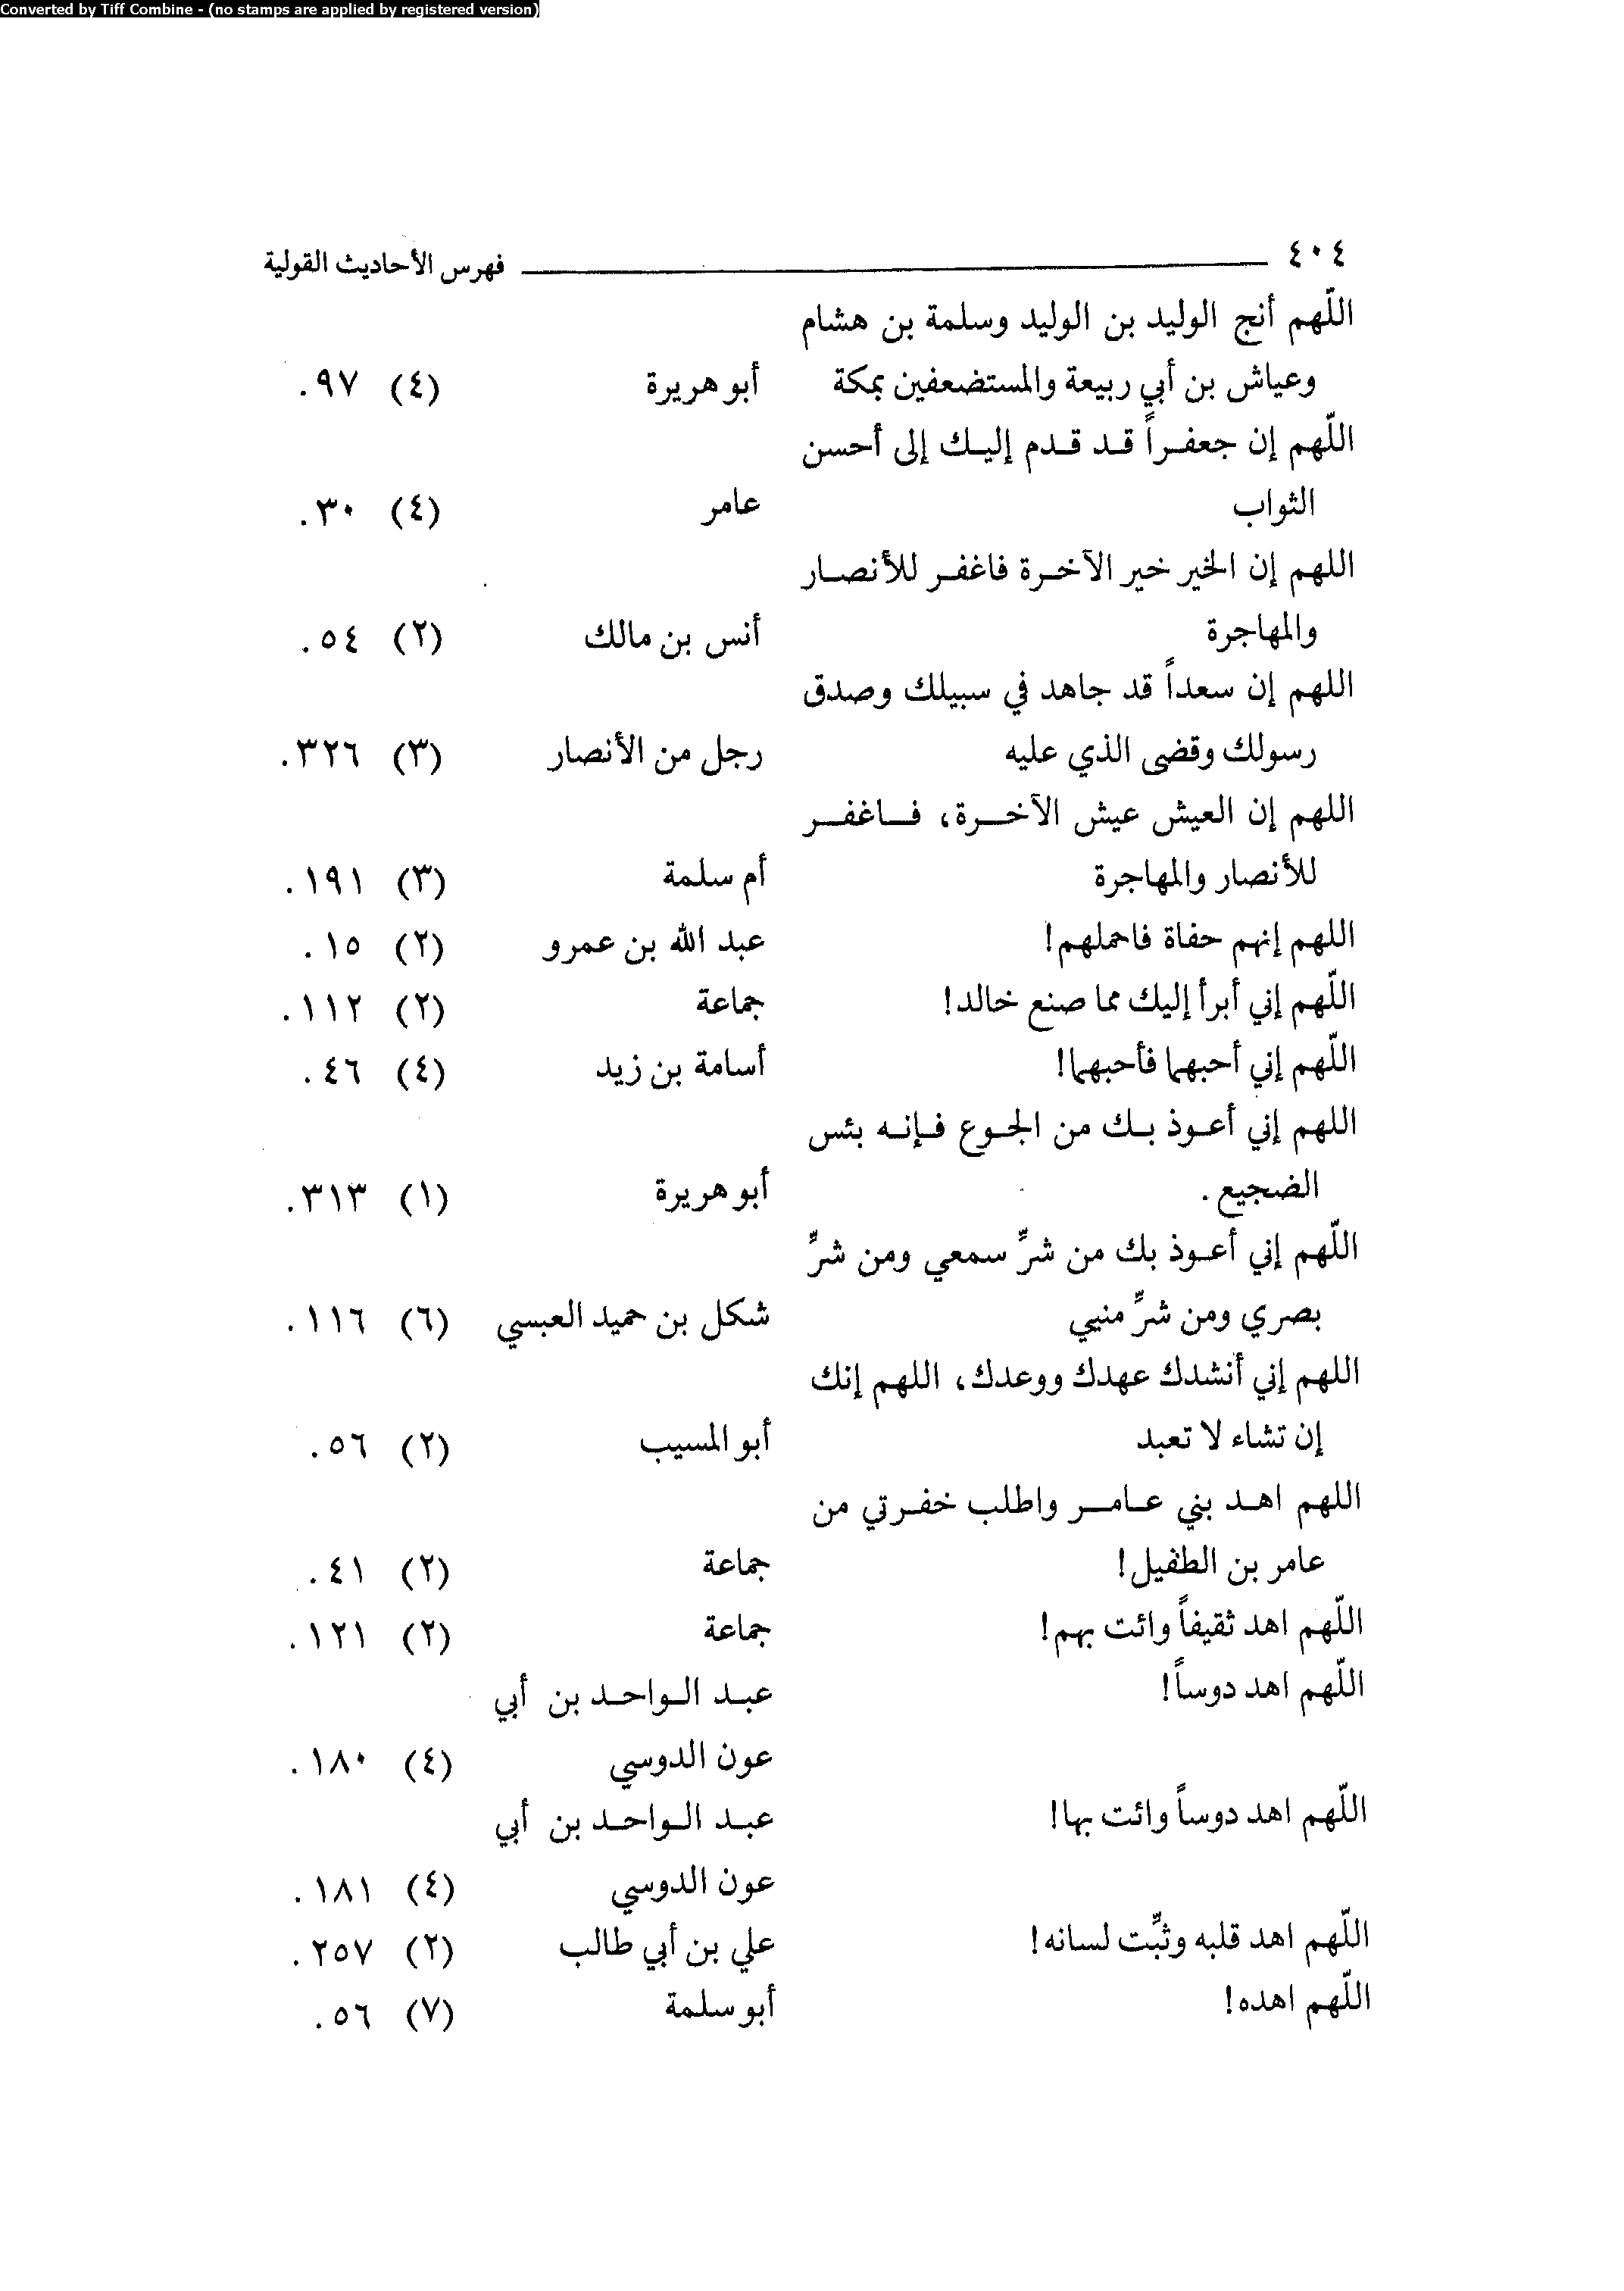 Converted by Tiff Combine - (no stamps are applied by registered version)
٤٠٤ فهرس الأحاديث القولية
اللّهم أنج الوليد بن الوليد وسلمة بن هشام
وعياش بن أبي ربيعة والمستضعفين بمكة أبو هريرة (٤) ٩٧.
اللّهم إن جعفراً قد قدم إليك إلى أحسن
الثواب عامر (٤) ٣٠.
اللهم إن الخير خير الآخرة فاغفر للأنصار
والمهاجرة أنس بن مالك (٢) ٥٤.
اللهم إن سعداً قد جاهد في سبيلك وصدق
رسولك وقضى الذي عليه رجل من الأنصار (٣) ٣٢٦.
اللهم إن العيش عيش الآخرة، فاغفر
للأنصار والمهاجرة أم سلمة (٣) ١٩١.
اللهم إنهم حفاة فاحملهم! عبد الله بن عمرو (٢) ١٥.
اللّهم إني أبرأ إليك مما صنع خالد! جماعة (٢) ١١٢.
اللّهم إني أحبهما فأحبهما! أسامة بن زيد (٤) ٤٦.
اللهم إني أعوذ بك من الجوع فإنه بئس
الضجيع. أبو هريرة (١) ٣١٣.
اللّهم إني أعوذ بك من شرِّ سمعي ومن شرِّ
بصري ومن شرِّ منيي شكل بن حميد العبسي (٦) ١١٦.
اللهم إني أنشدك عهدك ووعدك، اللهم إنك
إن تشاء لا تعبد أبو المسيب (٢) ٥٦.
اللهم اهد بني عامر واطلب خفرتي من
عامر بن الطفيل! جماعة (٢) ٤١.
اللّهم اهد ثقيفاً وائت بهم! جماعة (٢) ١٢١.
اللّهم اهد دوساً! عبد الواحد بن أبي
عون الدوسي (٤) ١٨٠.
اللّهم اهد دوساً وائت بها! عبد الواحد بن أبي
عون الدوسي (٤) ١٨١.
اللّهم اهد قلبه وثبِّت لسانه! علي بن أبي طالب (٢) ٢٥٧.
اللّهم اهده! أبو سلمة (٧) ٥٦.